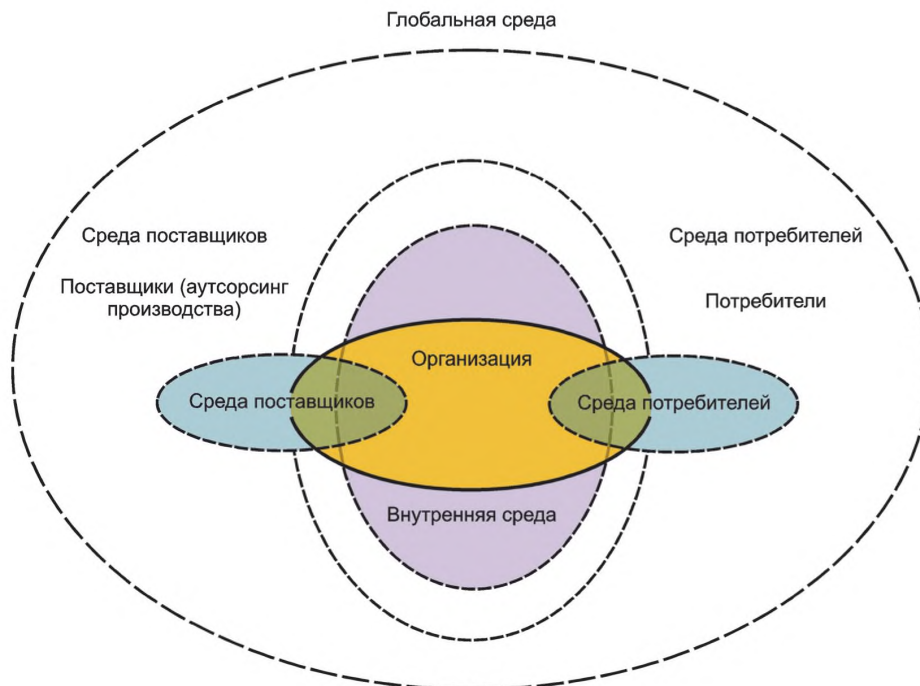 Глобальная среда
Среда поставщиков
Среда потребителей
Поставщики (аутсорсинг
производства)
Потребители
Организация
Среда поставщиков
Среда потребителей
Внутренняя среда